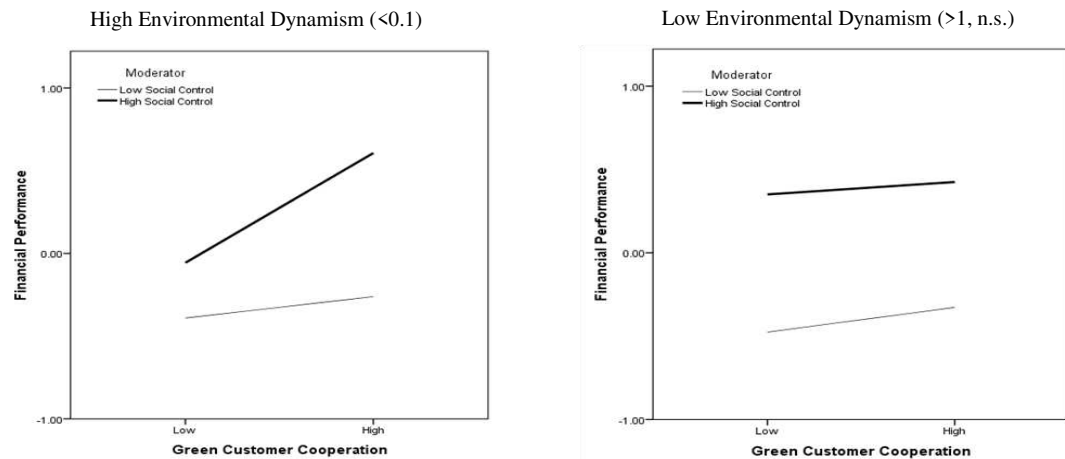 High Environmental Dynamism (<0.1)
Moderator
Low Social Control
High Social Control
1.00
0.00
-1.00
Financial Performance
Low
High
Green Customer Cooperation
Low Environmental Dynamism (>1, n.s.)
Moderator
Low Social Control
High Social Control
1.00
0.00
-1.00
Financial Performance
Low
High
Green Customer Cooperation